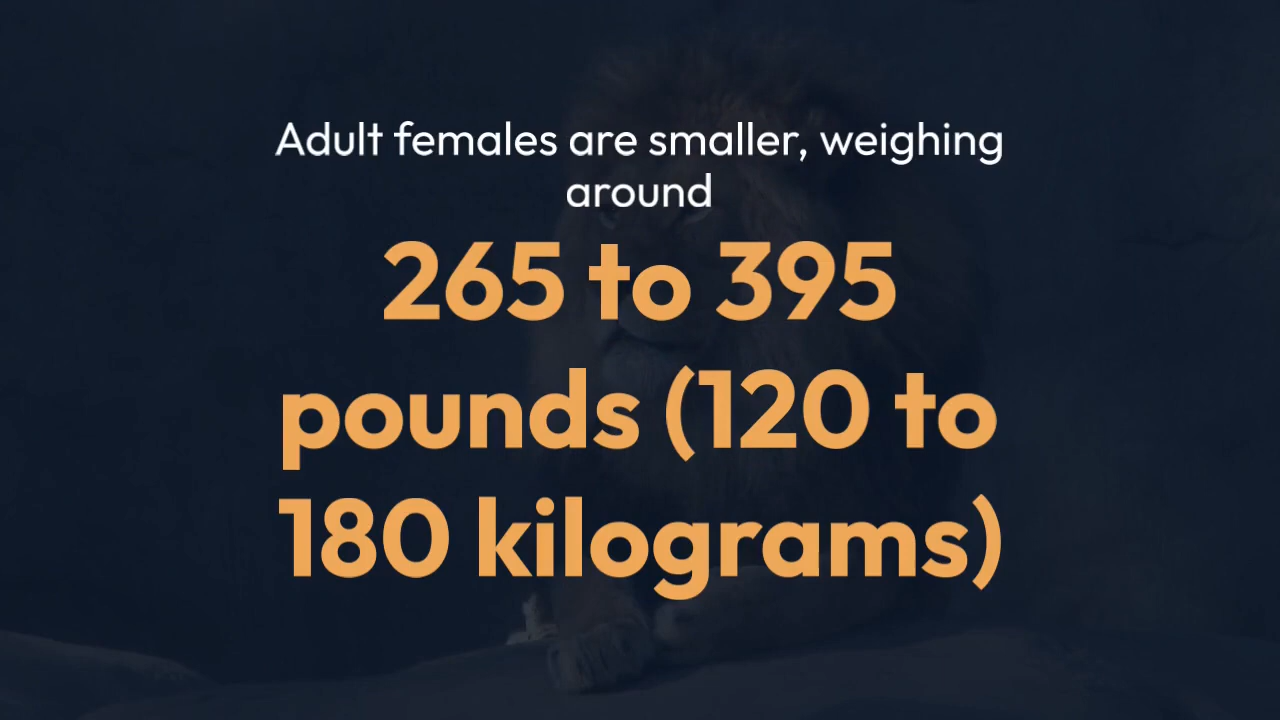 Adult females are smaller, weighing
around
265 to 395
pounds (120 to
180 kilograms)